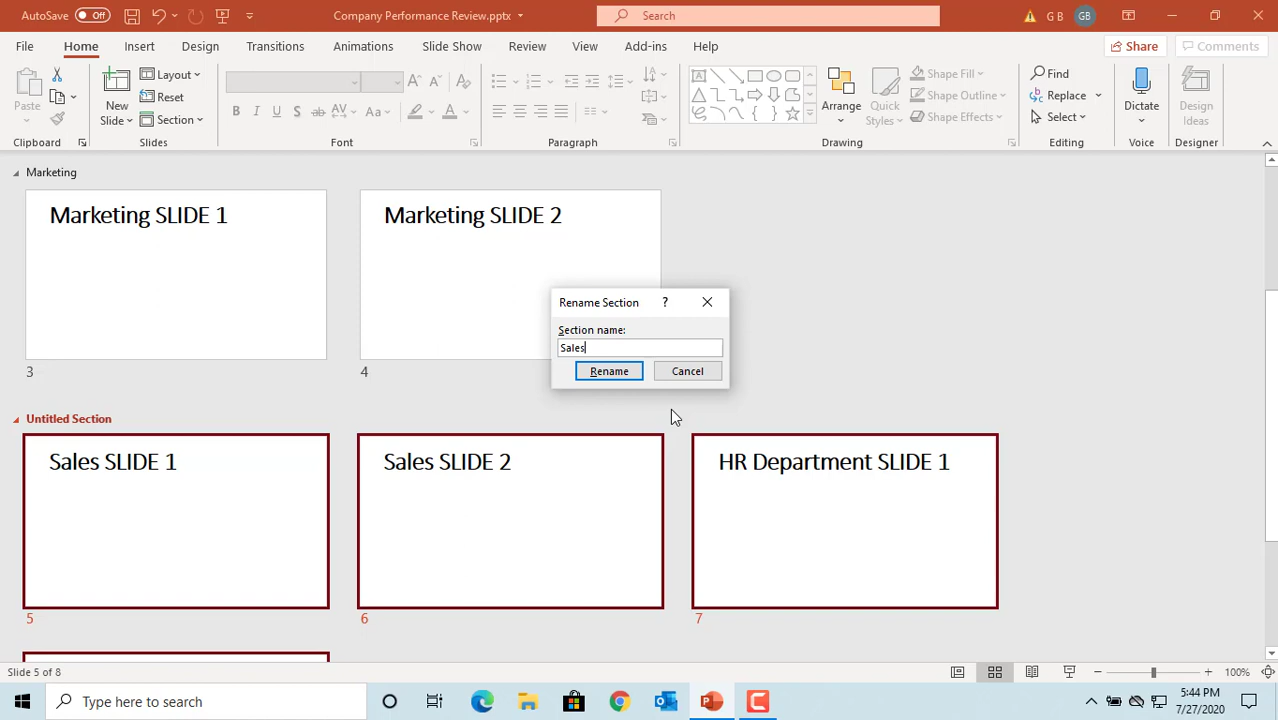 AutoSave Off Company Performance Review.pptx Search G B GB
File Home Insert Design Transitions Animations Slide Show Review View Add-ins Help Share Comments
Paste New Slide Layout Reset Section
B I U S ab AV Aa A
Arrange Quick Styles Shape Fill Shape Outline Shape Effects
Find Replace Select Dictate Design Ideas
Clipboard Slides Font Paragraph Drawing Editing Voice Designer
Marketing
Marketing SLIDE 1 Marketing SLIDE 2
Rename Section ? 
Section name:
Sales
Rename Cancel
3 4
Untitled Section
Sales SLIDE 1 Sales SLIDE 2 HR Department SLIDE 1
5 6 7
Slide 5 of 8 100%
Type here to search 5:44 PM
7/27/2020